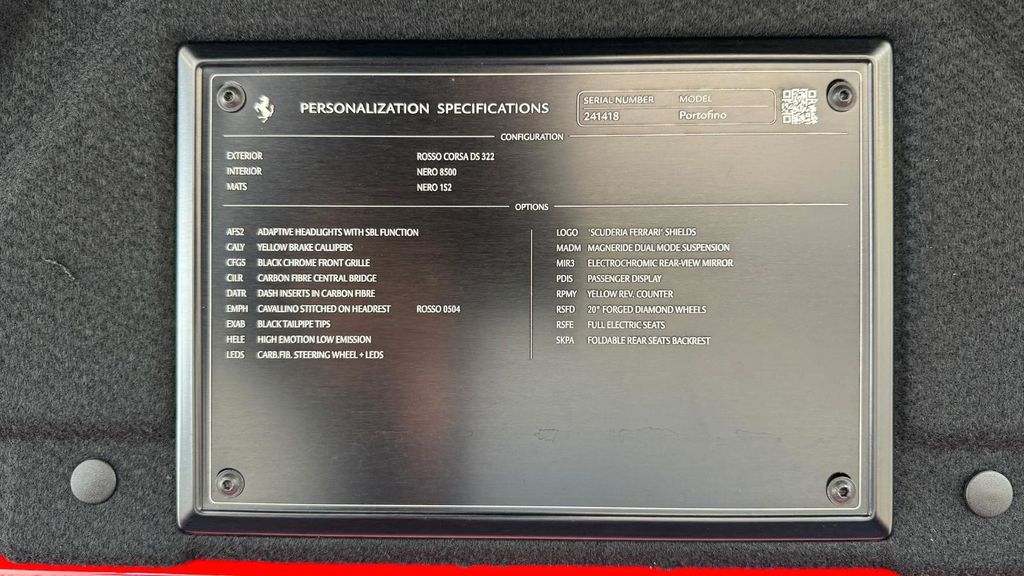 PERSONALIZATION SPECIFICATIONS
SERIAL NUMBER MODEL
241418 Portofino
CONFIGURATION
EXTERIOR ROSSO CORSA DS 322
INTERIOR NERO 8500
MATS NERO 152
OPTIONS
AFS2 ADAPTIVE HEADLIGHTS WITH SBL FUNCTION
CALY YELLOW BRAKE CALLIPERS
CFG5 BLACK CHROME FRONT GRILLE
CILR CARBON FIBRE CENTRAL BRIDGE
DATR DASH INSERTS IN CARBON FIBRE
EMPH CAVALLINO STITCHED ON HEADREST ROSSO 0504
EXAB BLACK TAILPIPE TIPS
HELE HIGH EMOTION LOW EMISSION
LEDS CARB.FIB. STEERING WHEEL + LEDS
LOGO 'SCUDERIA FERRARI' SHIELDS
MADM MAGNERIDE DUAL MODE SUSPENSION
MIR3 ELECTROCHROMIC REAR-VIEW MIRROR
PDIS PASSENGER DISPLAY
RPMY YELLOW REV. COUNTER
RSFD 20" FORGED DIAMOND WHEELS
RSFE FULL ELECTRIC SEATS
SKPA FOLDABLE REAR SEATS BACKREST